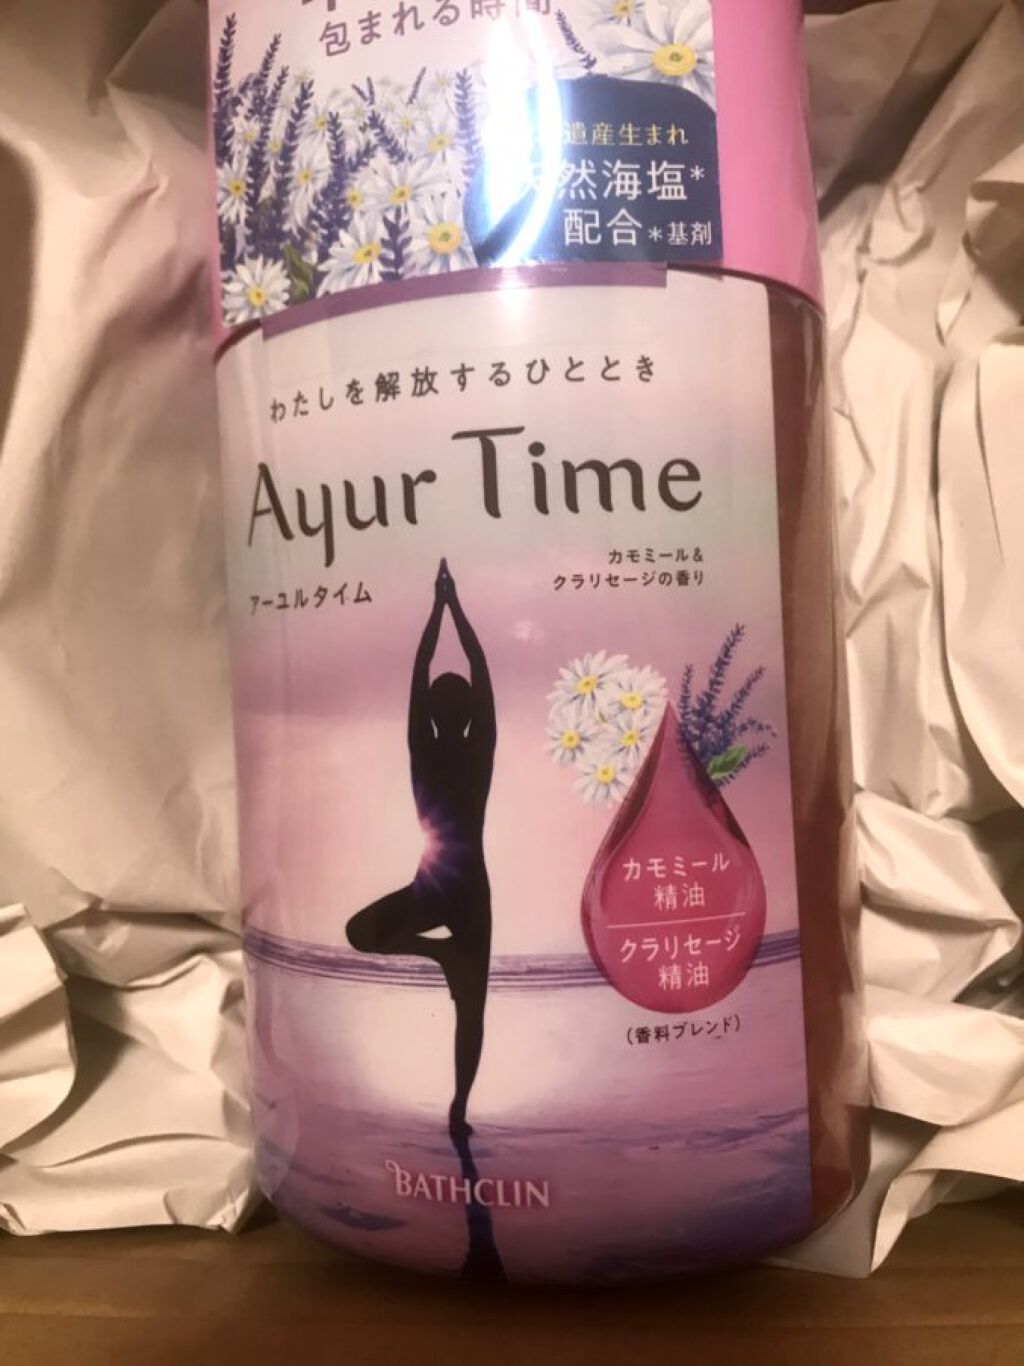 包まれる時間
遺産生まれ
然海塩*
配合*基剤
わたしを解放するひととき
Ayur Time
アーユルタイム
カモミール&
クラリセージの香り
カモミール
精油
クラリセージ
精油
(香料ブレンド)
BATHCLIN